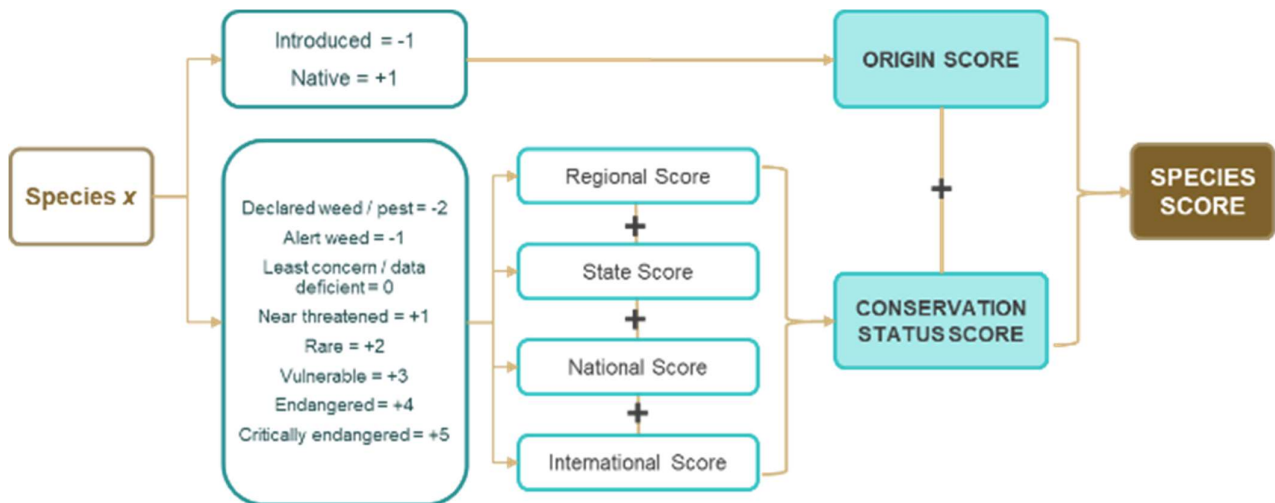 Species x
Introduced = -1
Native = +1
Declared weed / pest = -2
Alert weed = -1
Least concern / data
deficient = 0
Near threatened = +1
Rare = +2
Vulnerable = +3
Endangered = +4
Critically endangered = +5
Regional Score
+
State Score
+
National Score
+
International Score
ORIGIN SCORE
+
CONSERVATION
STATUS SCORE
SPECIES
SCORE